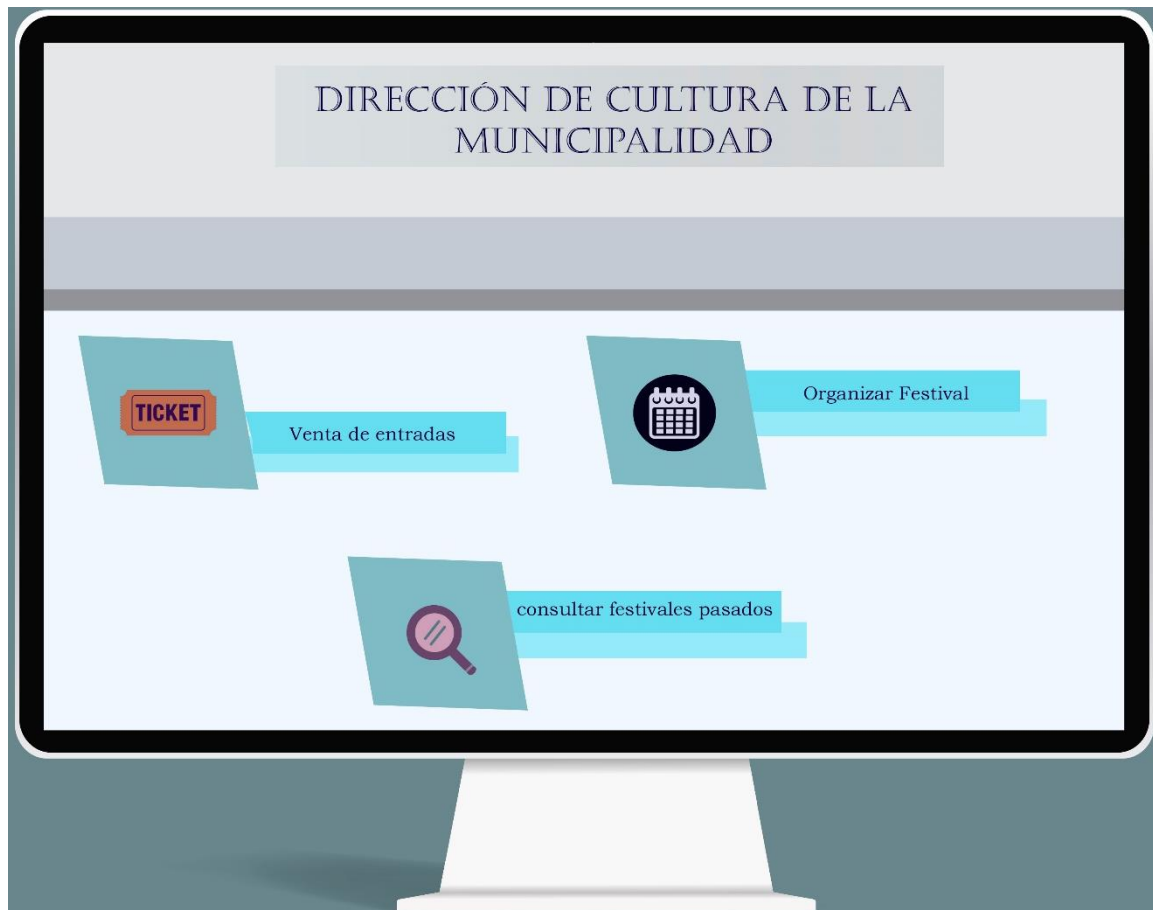 DIRECCIÓN DE CULTURA DE LA
MUNICIPALIDAD
TICKET
Venta de entradas
Organizar Festival
consultar festivales pasados